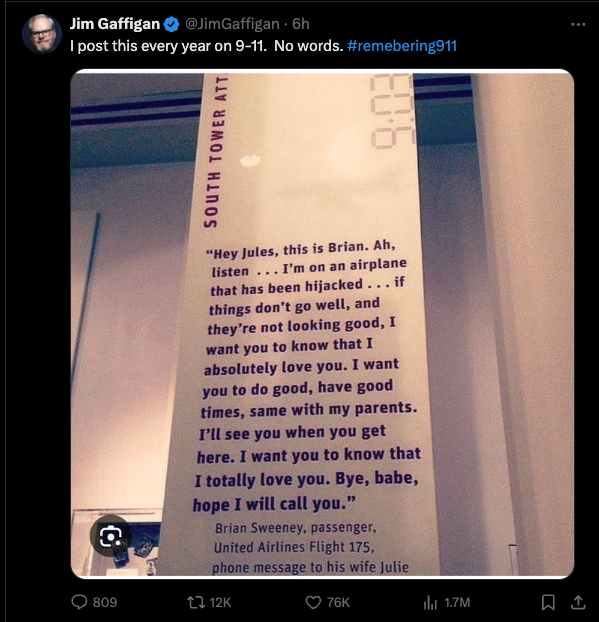 Jim Gaffigan @JimGaffigan · 6h
I post this every year on 9-11. No words. #remebering911
SOUTH TOWER ATT
9:03
“Hey Jules, this is Brian. Ah,
listen . . . I’m on an airplane
that has been hijacked . . . if
things don’t go well, and
they’re not looking good, I
want you to know that I
absolutely love you. I want
you to do good, have good
times, same with my parents.
I’ll see you when you get
here. I want you to know that
I totally love you. Bye, babe,
hope I will call you.”
Brian Sweeney, passenger,
United Airlines Flight 175,
phone message to his wife Julie
809 12K 76K 1.7M